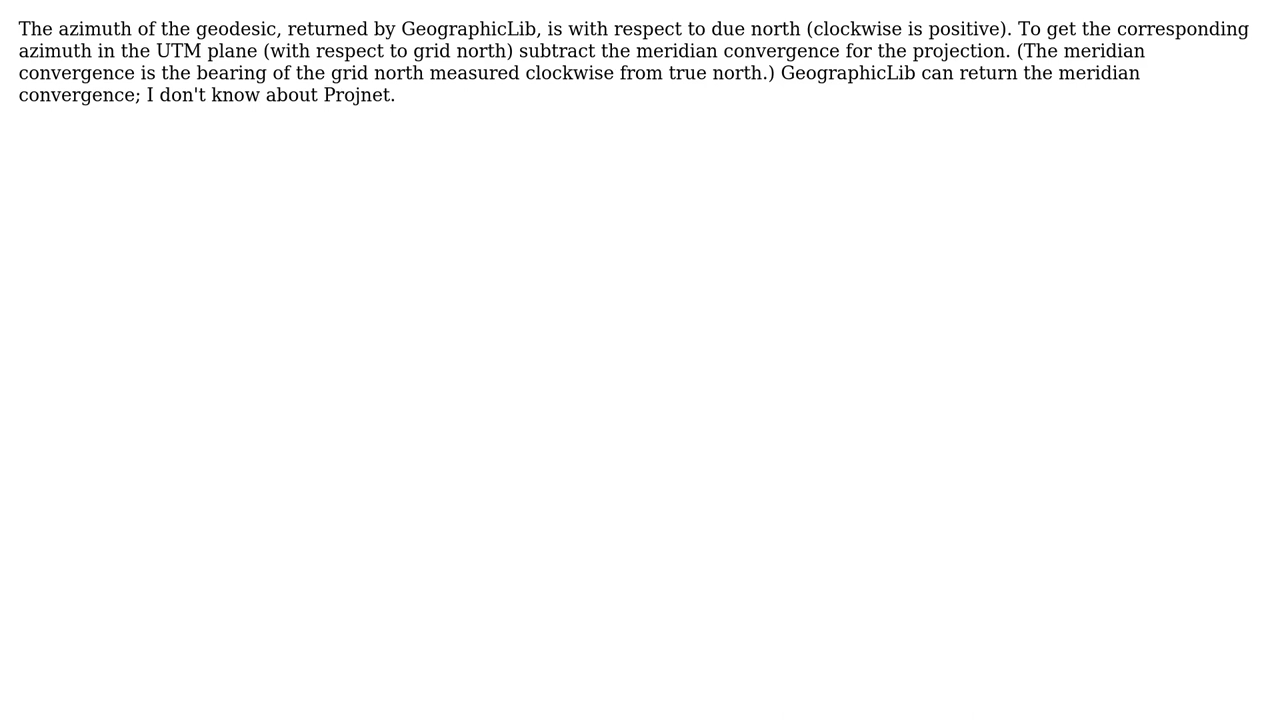 The azimuth of the geodesic, returned by GeographicLib, is with respect to due north (clockwise is positive). To get the corresponding
azimuth in the UTM plane (with respect to grid north) subtract the meridian convergence for the projection. (The meridian
convergence is the bearing of the grid north measured clockwise from true north.) GeographicLib can return the meridian
convergence; I don't know about Projnet.